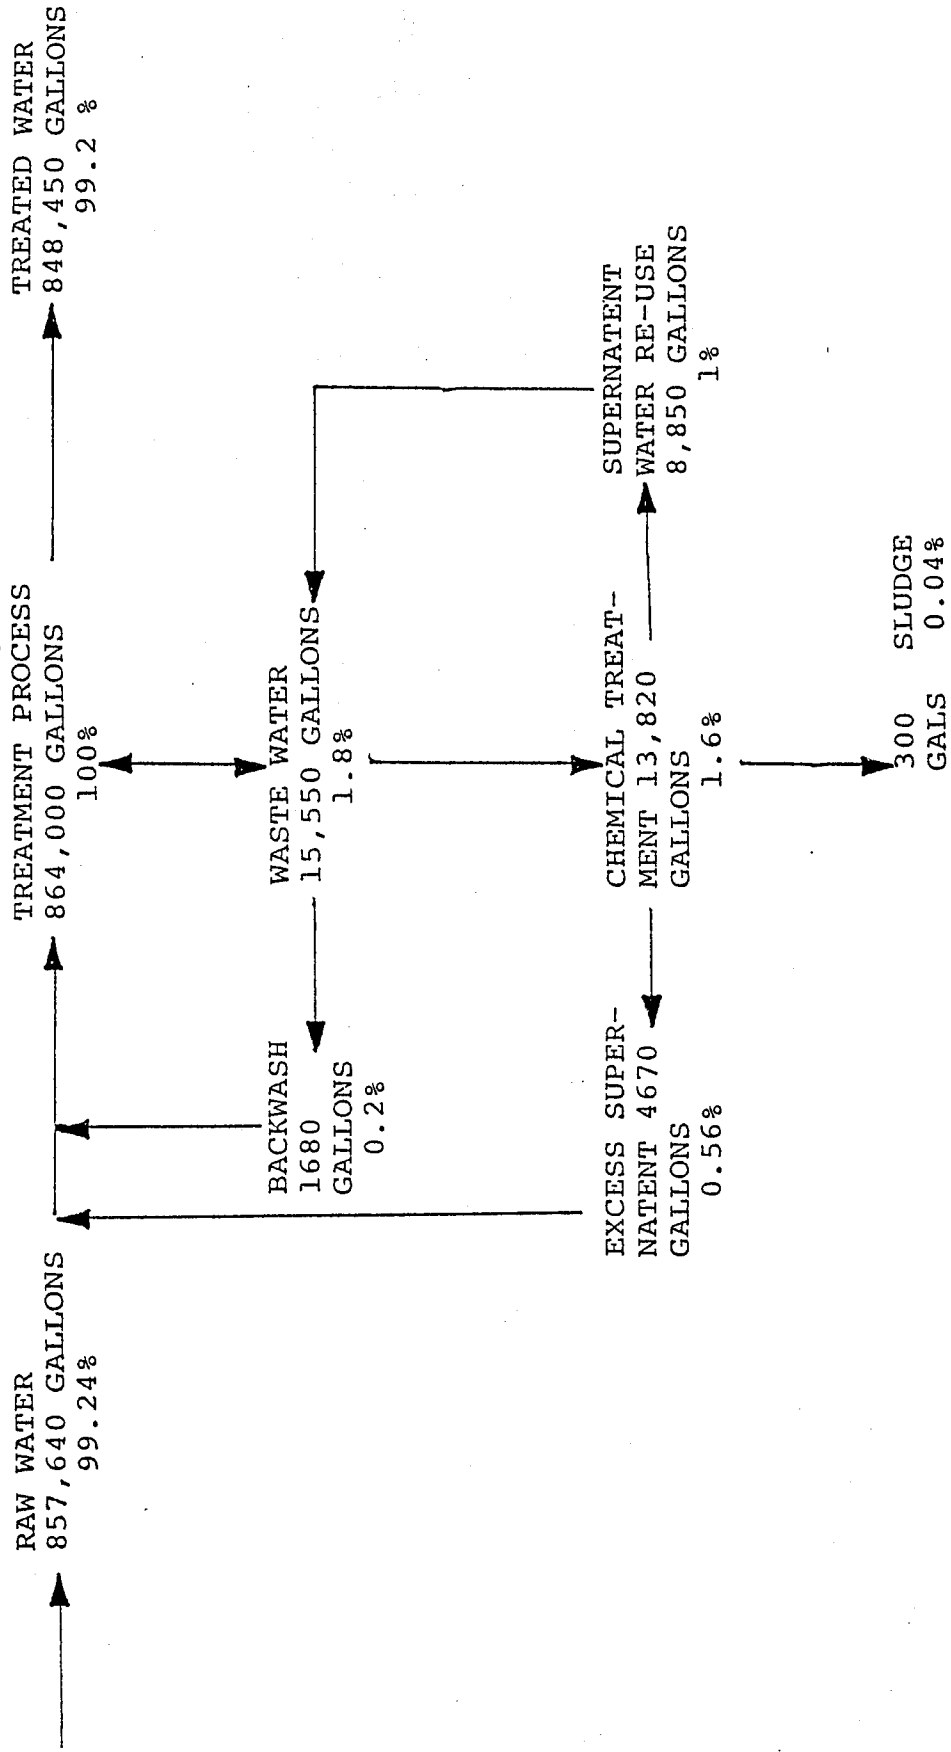 RAW WATER
857,640 GALLONS
99.24%
TREATMENT PROCESS
864,000 GALLONS
100%
TREATED WATER
848,450 GALLONS
99.2 %
BACKWASH
1680
GALLONS
0.2%
WASTE WATER
15,550 GALLONS
1.8%
EXCESS SUPER-
NATENT 4670
GALLONS
0.56%
CHEMICAL TREAT-
MENT 13,820
GALLONS
1.6%
SUPERNATENT
WATER RE-USE
8,850 GALLONS
1%
300 SLUDGE
GALS 0.04%